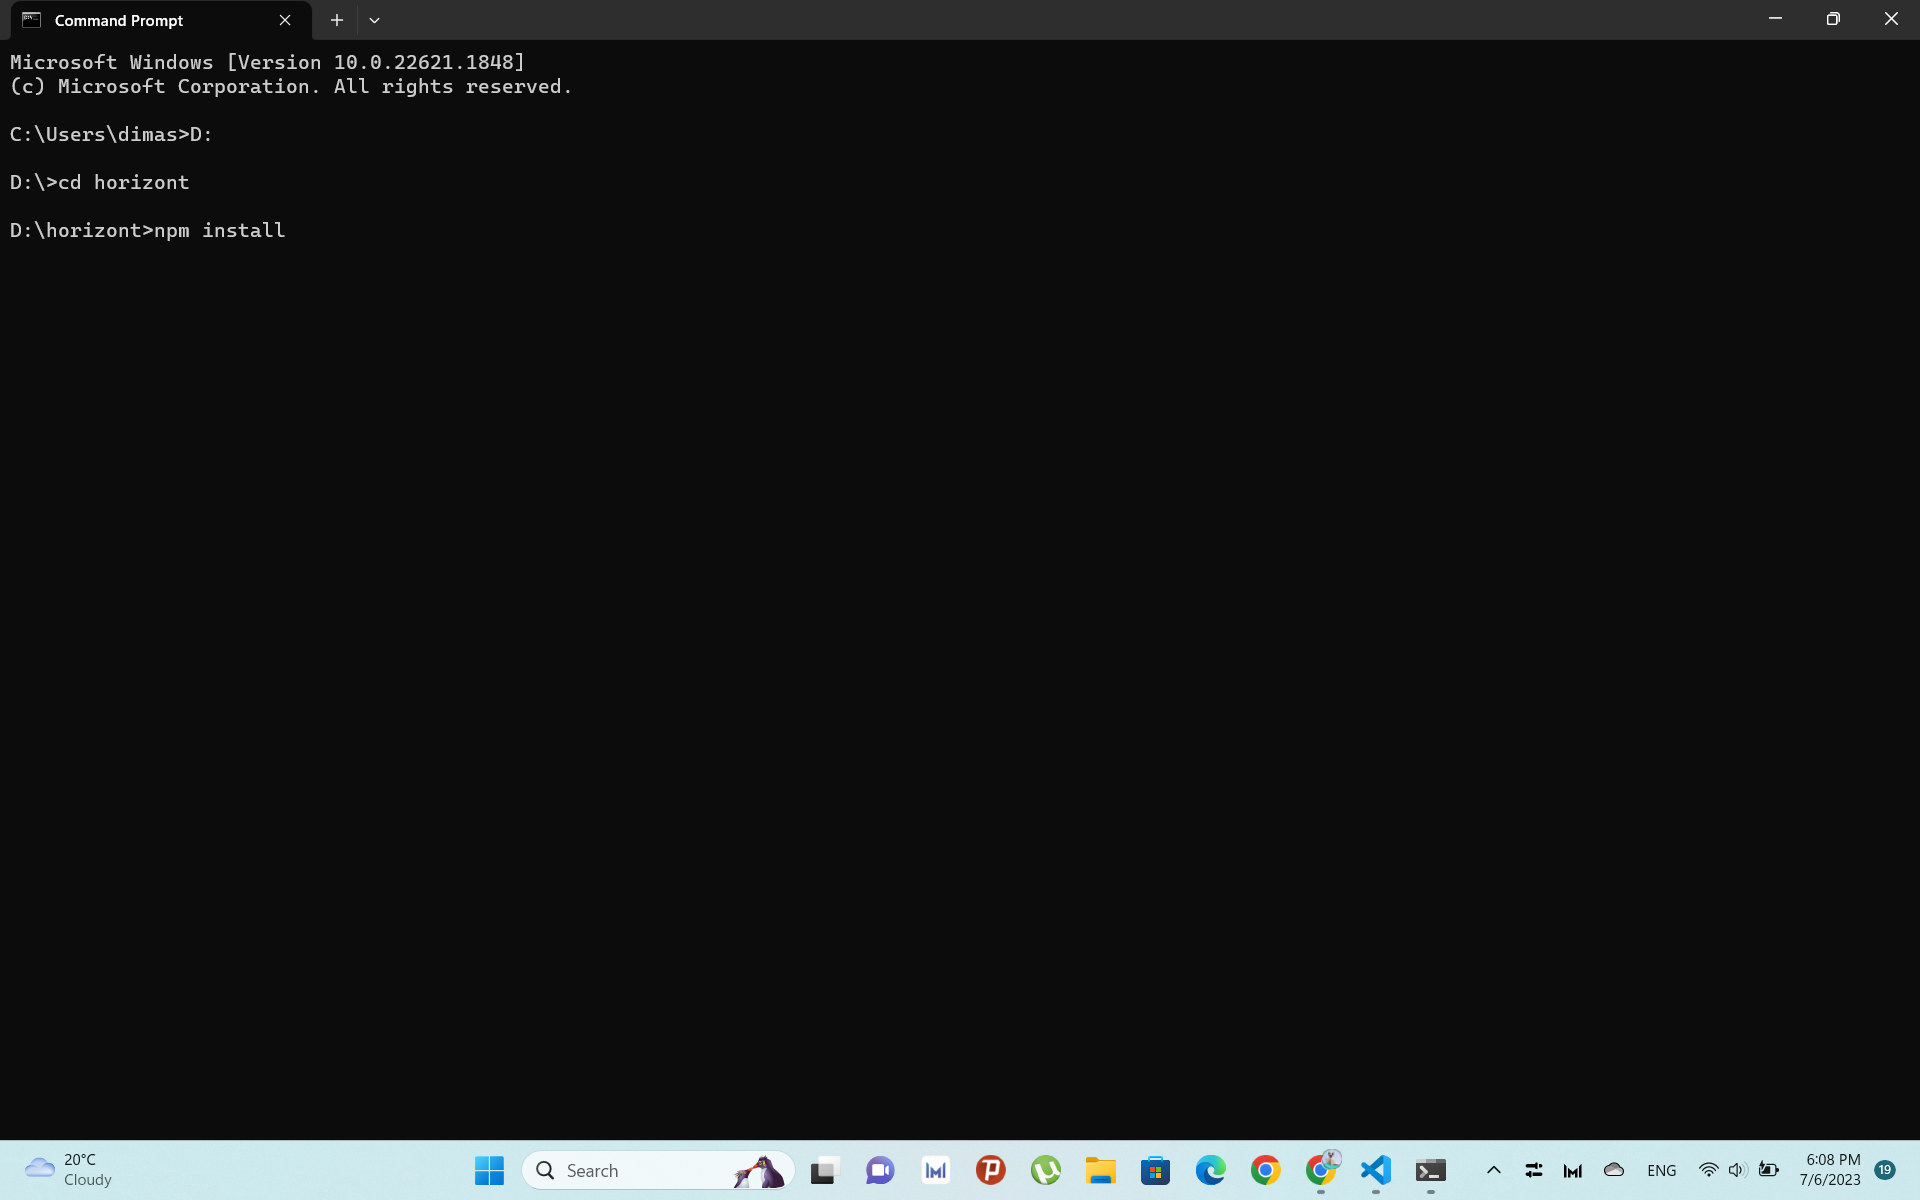 Command Prompt
Microsoft Windows [Version 10.0.22621.1848]
(c) Microsoft Corporation. All rights reserved.
C:\Users\dimas>D:
D:\>cd horizont
D:\horizont>npm install
20°C
Cloudy
Search
ENG
6:08 PM
7/6/2023
19